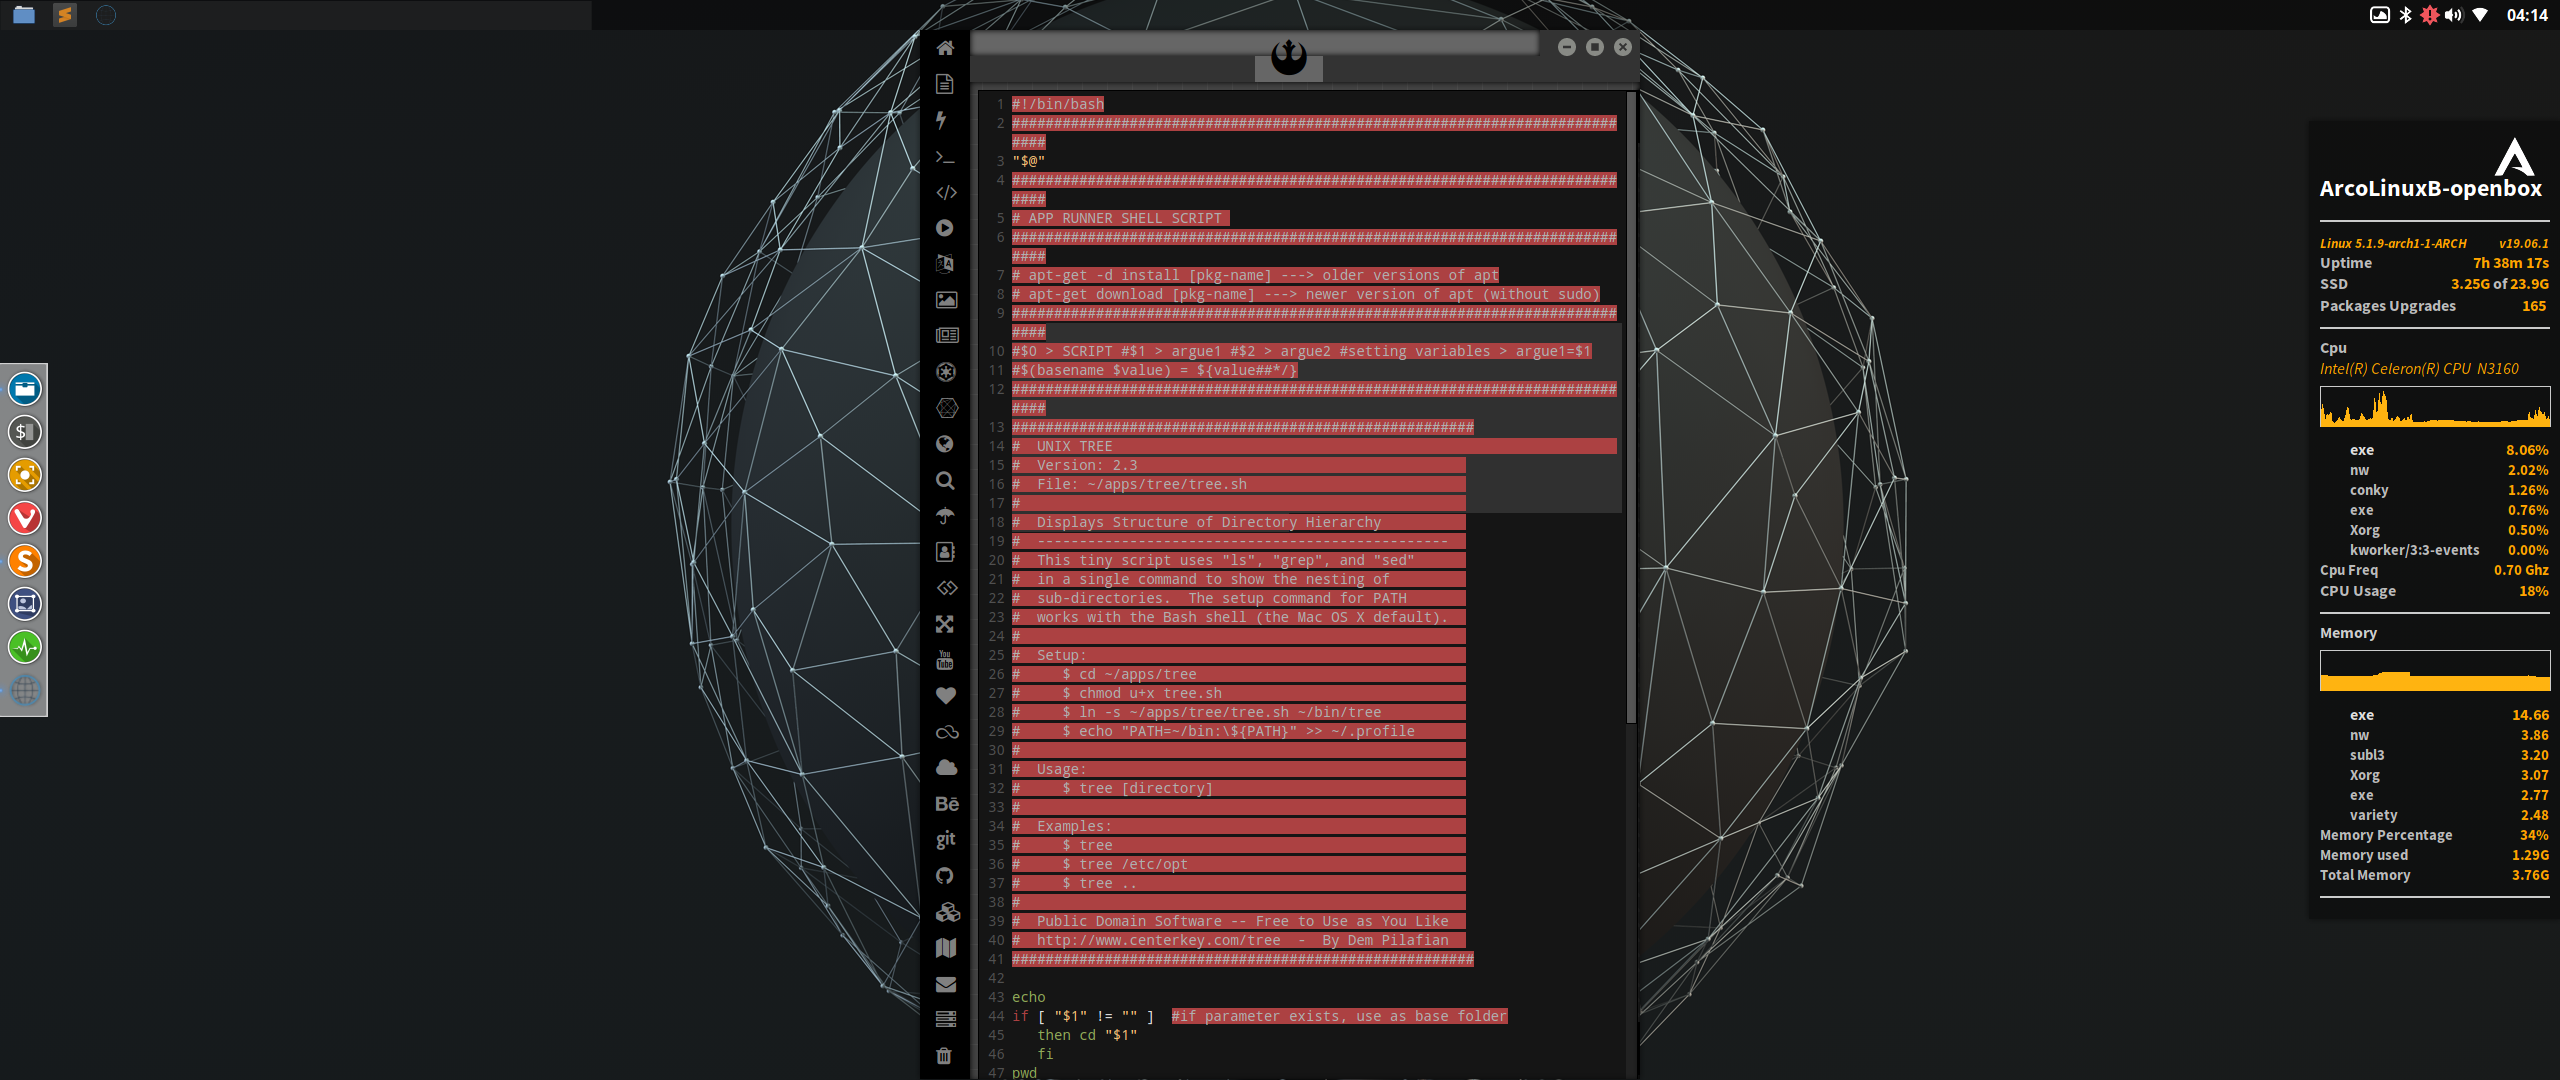 04:14
1 #!/bin/bash
2 ########################################################################
####
3 "$@"
4 ########################################################################
####
5 # APP RUNNER SHELL SCRIPT
6 ########################################################################
####
7 # apt-get -d install [pkg-name] ---> older versions of apt
8 # apt-get download [pkg-name] ---> newer version of apt (without sudo)
9 ########################################################################
####
10 #$0 > SCRIPT #$1 > argue1 #$2 > argue2 #setting variables > argue1=$1
11 #$(basename $value) = ${value##*/}
12 ########################################################################
####
13 #######################################################
14 #  UNIX TREE
15 #  Version: 2.3
16 #  File: ~/apps/tree/tree.sh
17 #
18 #  Displays Structure of Directory Hierarchy
19 #  -------------------------------------------------
20 #  This tiny script uses "ls", "grep", and "sed"
21 #  in a single command to show the nesting of
22 #  sub-directories.  The setup command for PATH
23 #  works with the Bash shell (the Mac OS X default).
24 #
25 #  Setup:
26 #     $ cd ~/apps/tree
27 #     $ chmod u+x tree.sh
28 #     $ ln -s ~/apps/tree/tree.sh ~/bin/tree
29 #     $ echo "PATH=~/bin:\${PATH}" >> ~/.profile
30 #
31 #  Usage:
32 #     $ tree [directory]
33 #
34 #  Examples:
35 #     $ tree
36 #     $ tree /etc/opt
37 #     $ tree ..
38 #
39 #  Public Domain Software -- Free to Use as You Like
40 #  http://www.centerkey.com/tree  -  By Dem Pilafian
41 #######################################################
42
43 echo
44 if [ "$1" != "" ]  #if parameter exists, use as base folder
45    then cd "$1"
46    fi
47 pwd
You Tube
Bē
git
ArcoLinuxB-openbox
Linux 5.1.9-arch1-1-ARCH v19.06.1
Uptime 7h 38m 17s
SSD 3.25G of 23.9G
Packages Upgrades 165
Cpu
Intel(R) Celeron(R) CPU N3160
exe 8.06%
nw 2.02%
conky 1.26%
exe 0.76%
Xorg 0.50%
kworker/3:3-events 0.00%
Cpu Freq 0.70 Ghz
CPU Usage 18%
Memory
exe 14.66
nw 3.86
subl3 3.20
Xorg 3.07
exe 2.77
variety 2.48
Memory Percentage 34%
Memory used 1.29G
Total Memory 3.76G